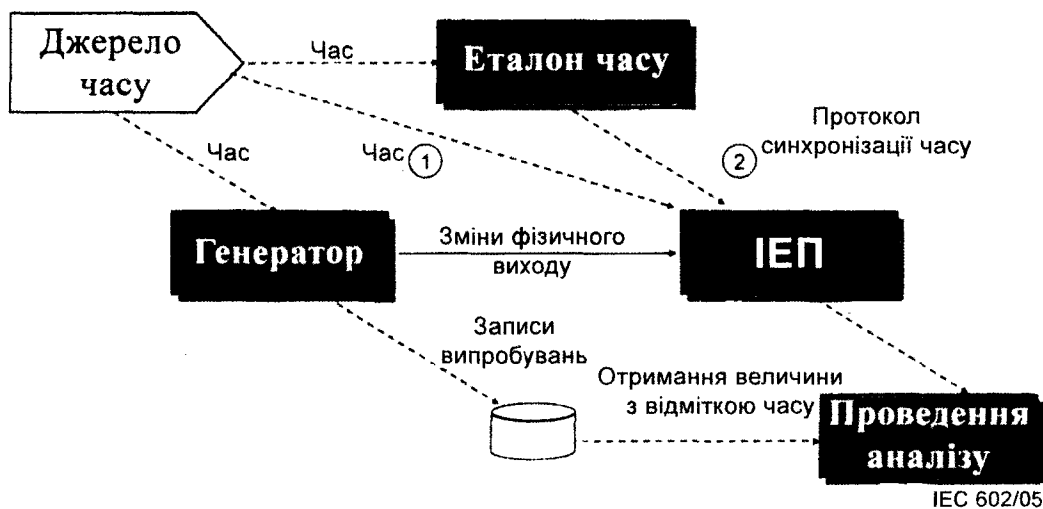 Джерело
часу
Час
Еталон часу
Протокол
синхронізації часу
Час
Час 1
2
Генератор
Зміни фізичного
виходу
ІЕП
Записи
випробувань
Отримання величини
з відміткою часу
Проведення
аналізу
IEC 602/05